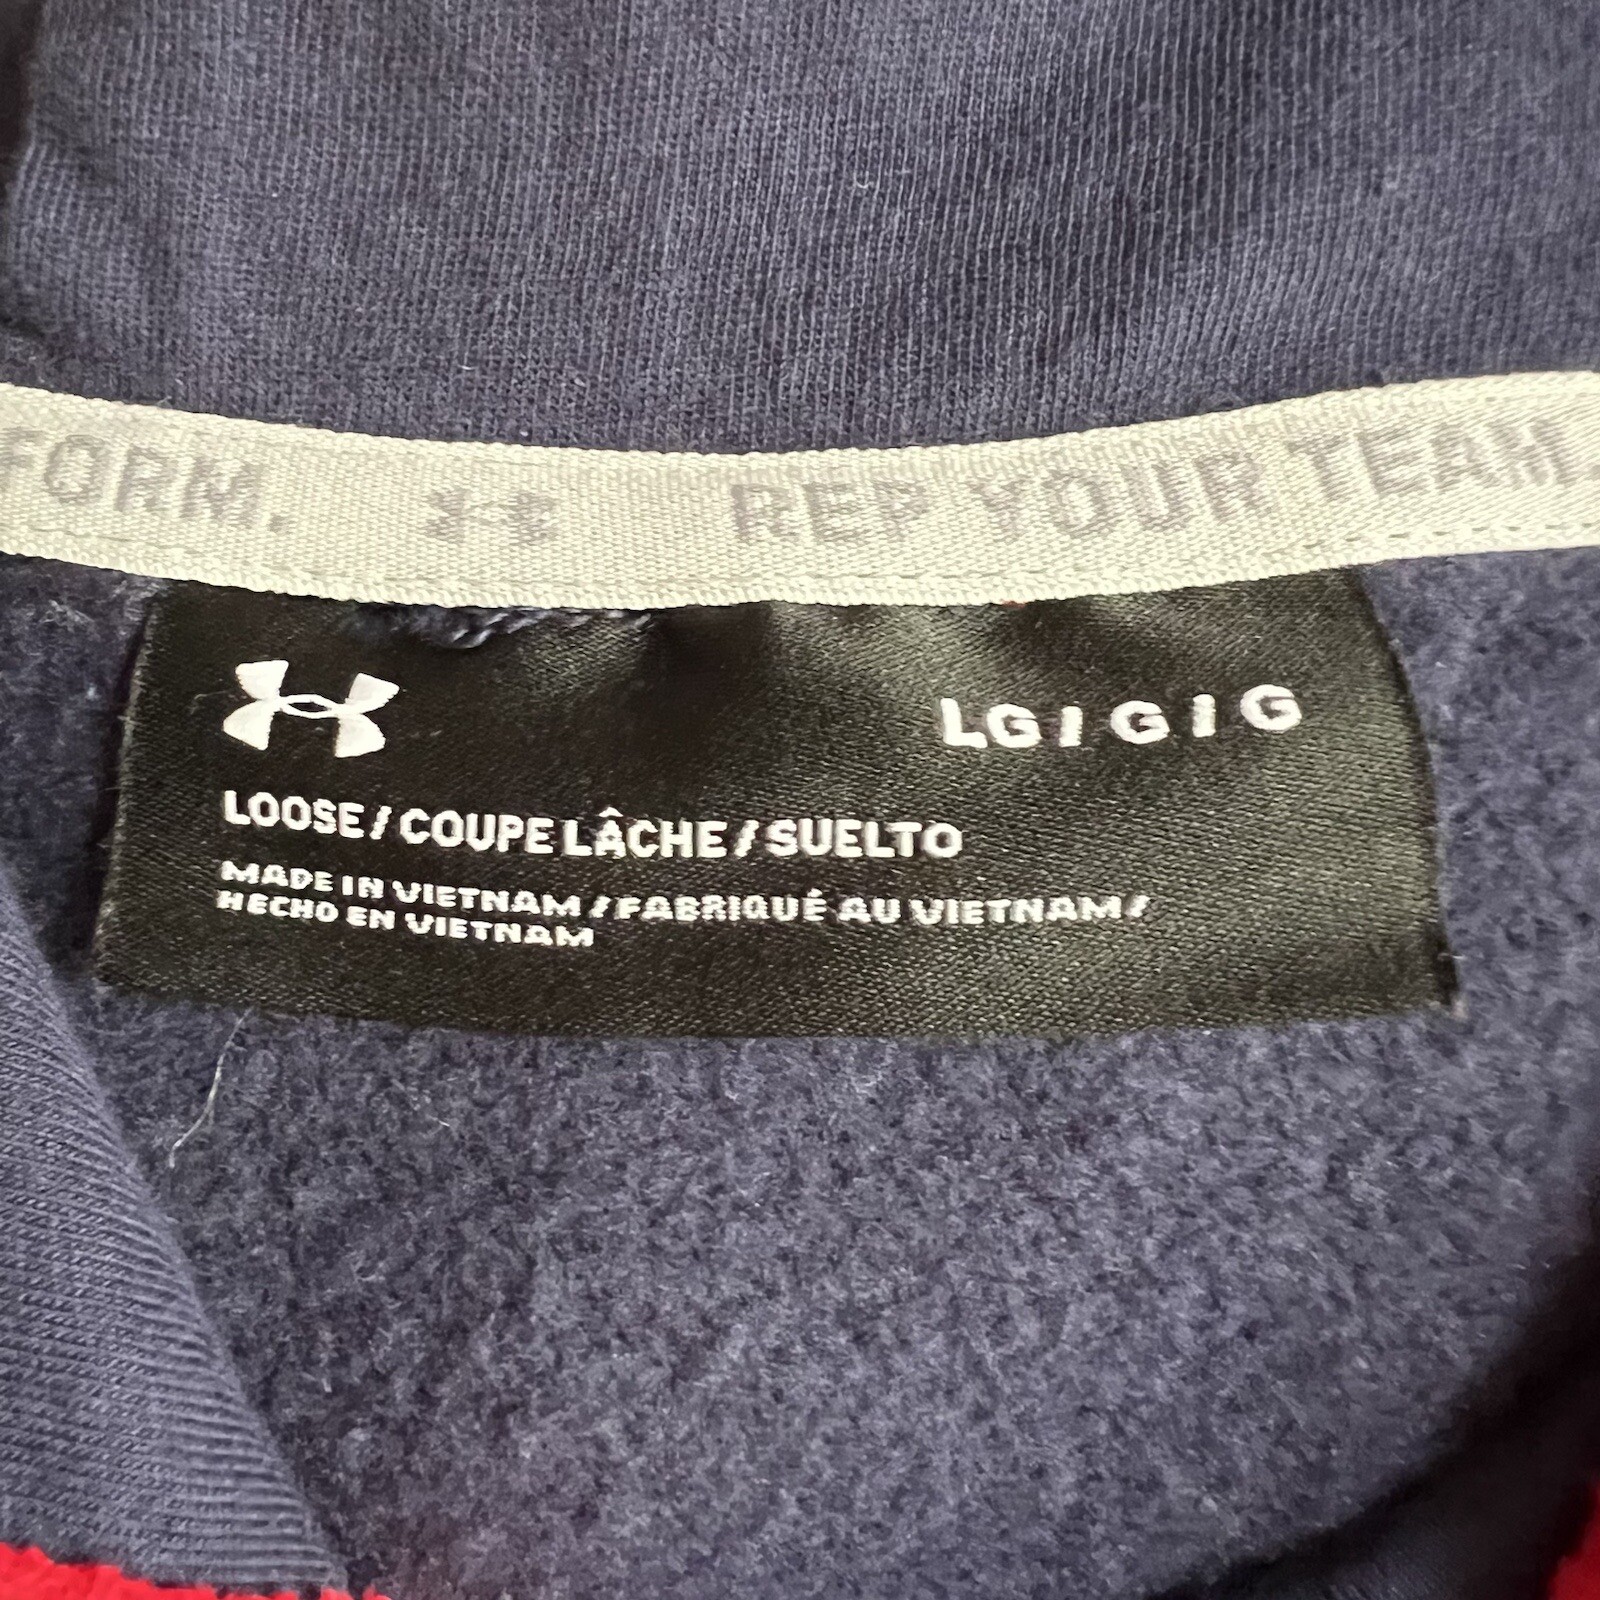 FORM. REP YOUR TEAM.
LG / G / G
LOOSE / COUPE LÂCHE / SUELTO
MADE IN VIETNAM / FABRIQUÉ AU VIETNAM /
HECHO EN VIETNAM